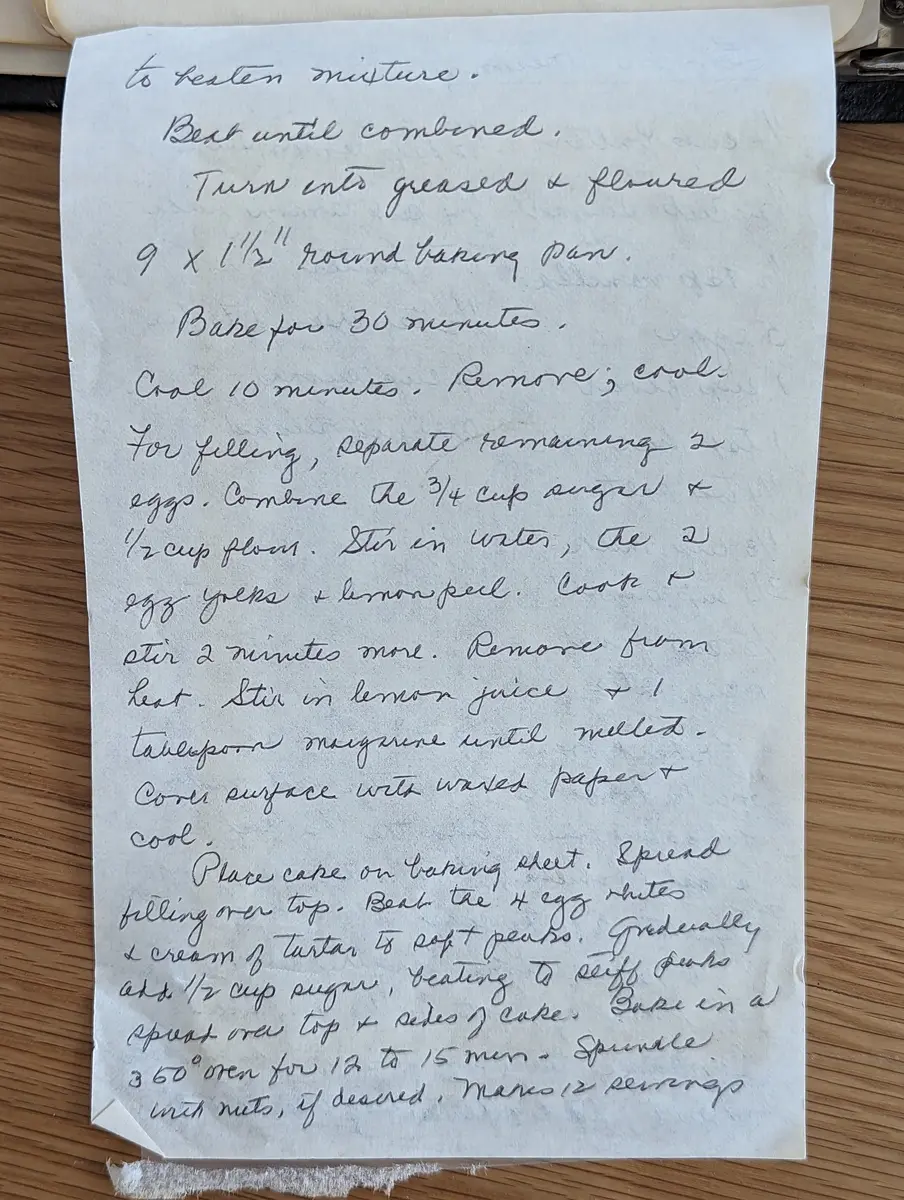 to beaten mixture.
Beat until combined.
Turn into greased & floured
9 x 1 1/2" round baking pan.
Bake for 30 minutes.
Cool 10 minutes. Remove; cool.
For filling, separate remaining 2
eggs. Combine the 3/4 cup sugar &
1/2 cup flour. Stir in water, the 2
egg yolks & lemon peel. Cook &
stir 2 minutes more. Remove from
heat. Stir in lemon juice & 1
tablespoon margarine until melted.
Cover surface with waxed paper &
cool.
Place cake on baking sheet. Spread
filling over top. Beat the 4 egg whites
& cream of tartar to soft peaks. Gradually
add 1/2 cup sugar, beating to stiff peaks
spread over top & sides of cake. Bake in a
350° oven for 12 to 15 min. Sprinkle
with nuts, if desired. Makes 12 servings